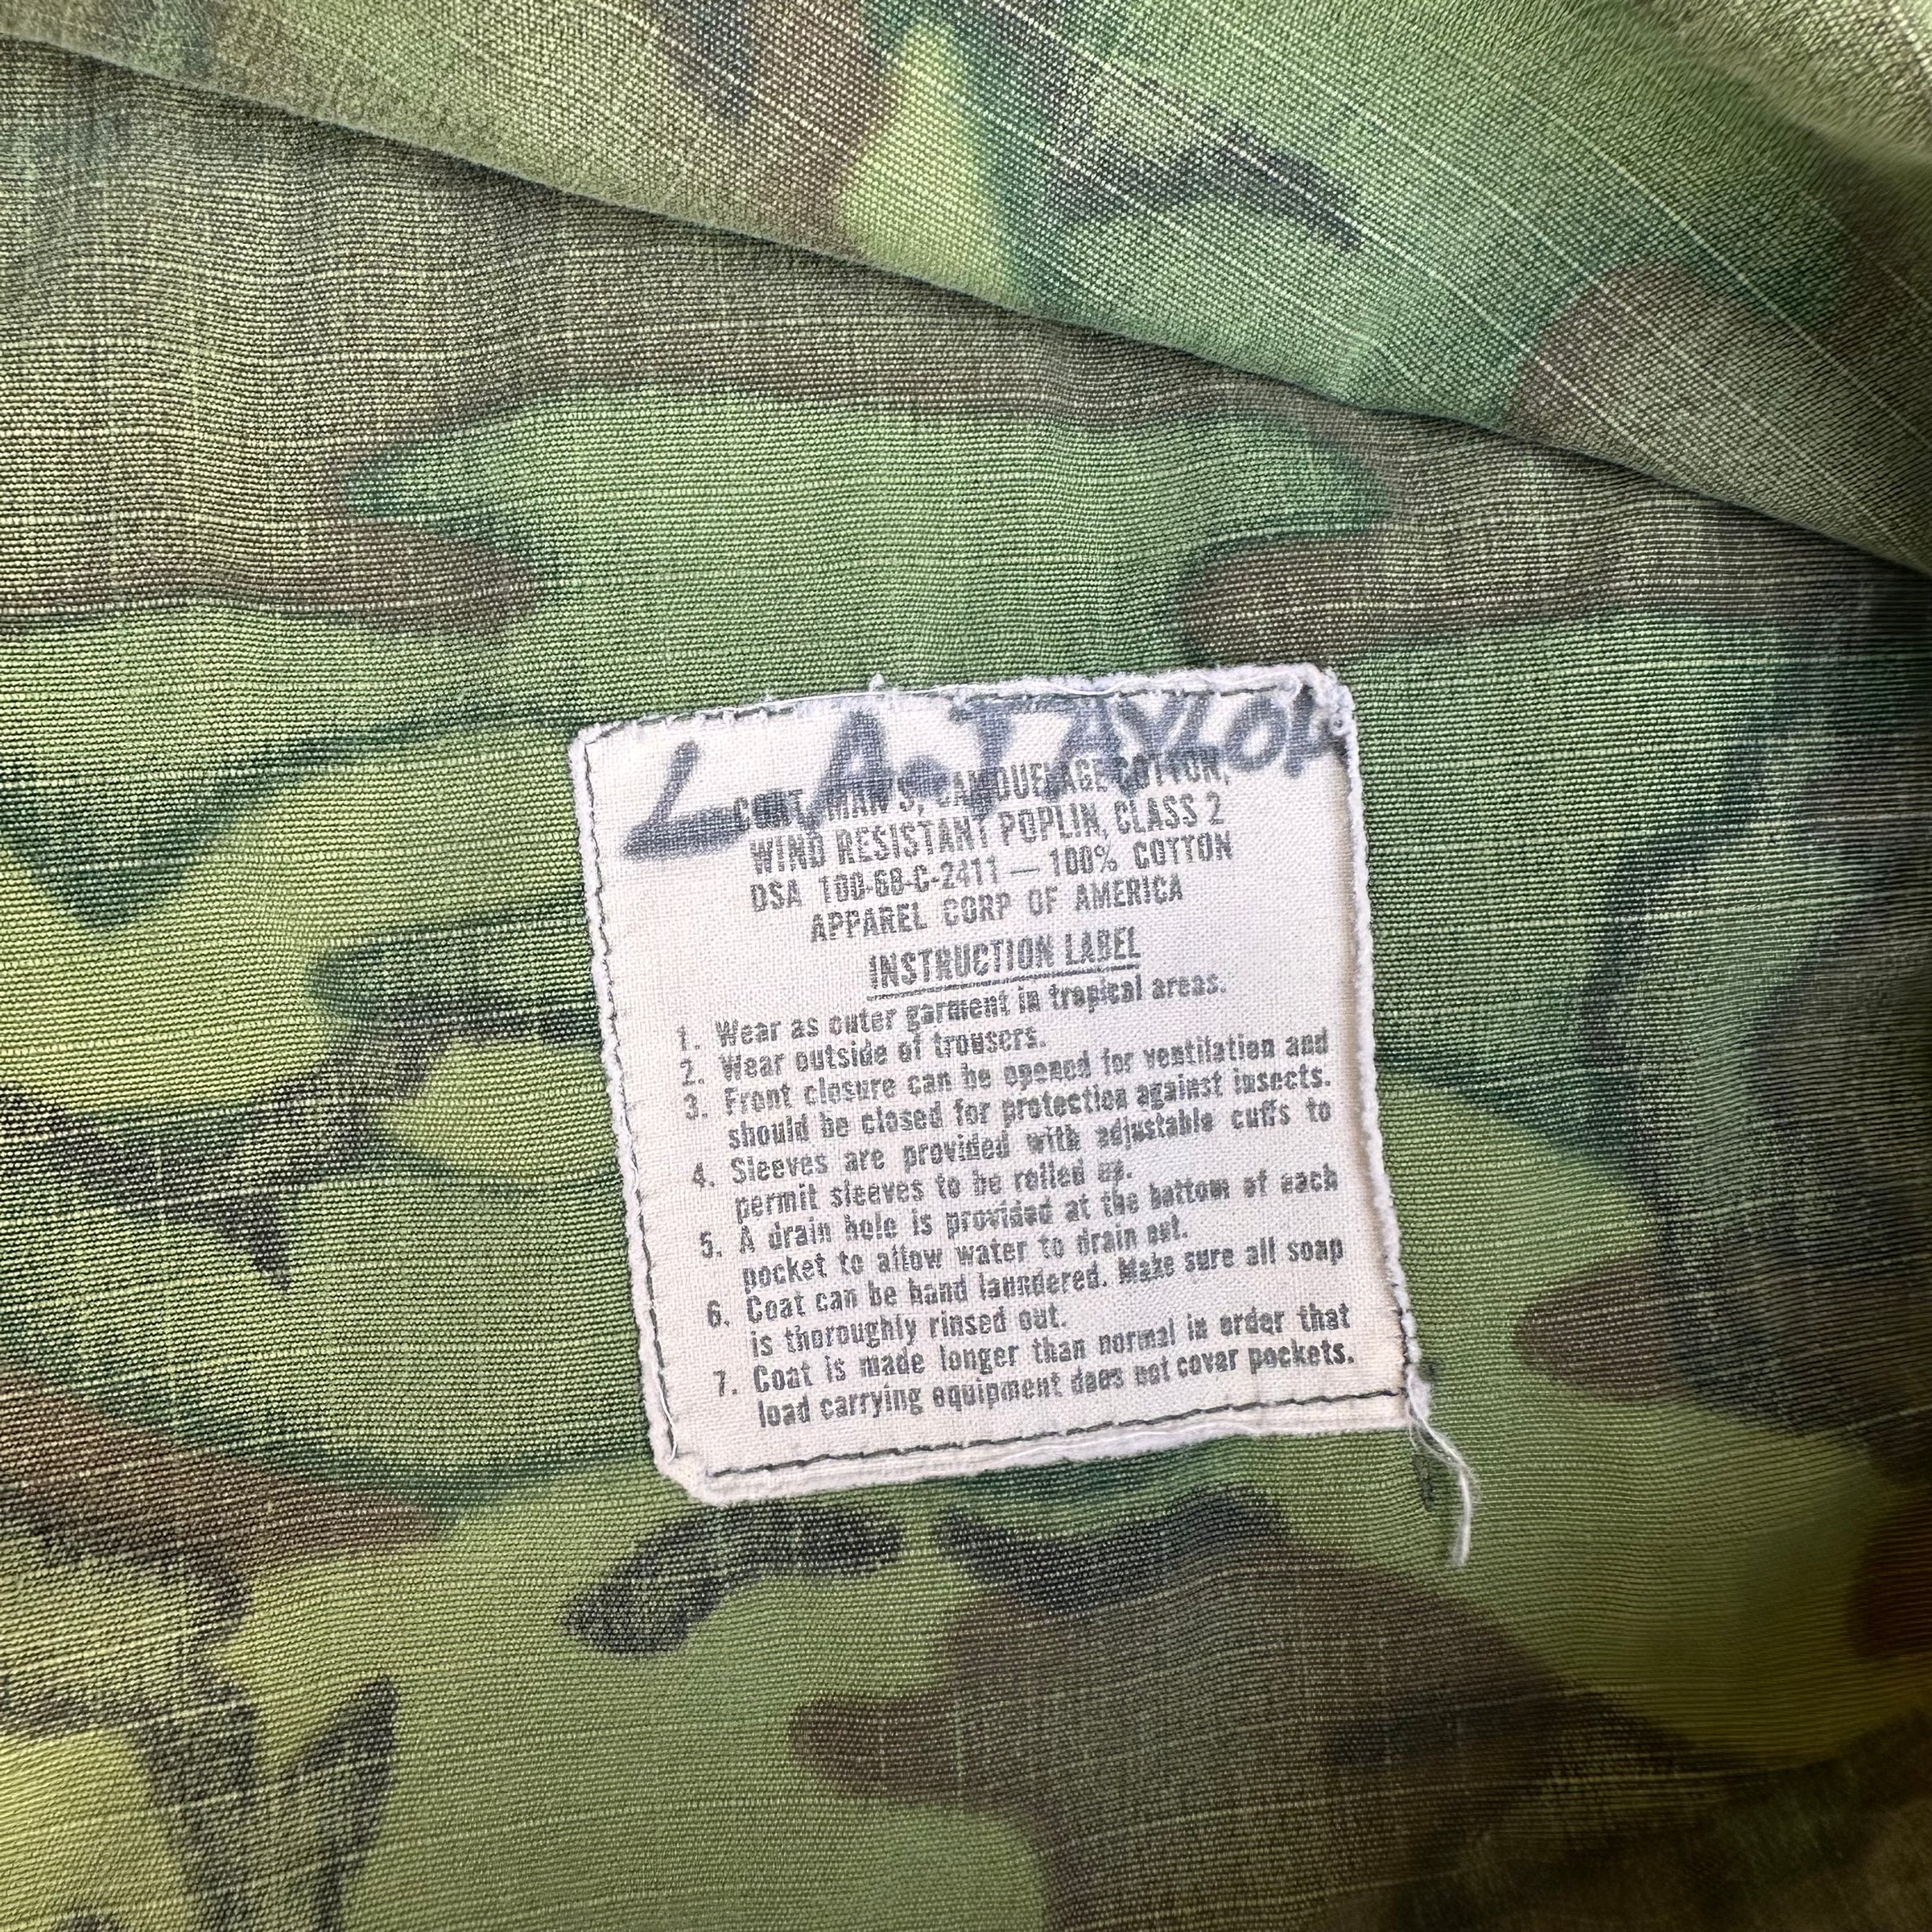 L.A.TAYLOR
COAT, MAN'S, CAMOUFLAGE COTTON,
WIND RESISTANT POPLIN, CLASS 2
DSA 100-68-C-2411 — 100% COTTON
APPAREL CORP OF AMERICA
INSTRUCTION LABEL
1. Wear as outer garment in tropical areas.
2. Wear outside of trousers.
3. Front closure can be opened for ventilation and
should be closed for protection against insects.
4. Sleeves are provided with adjustable cuffs to
permit sleeves to be rolled up.
5. A drain hole is provided at the bottom of each
pocket to allow water to drain out.
6. Coat can be hand laundered. Make sure all soap
is thoroughly rinsed out.
7. Coat is made longer than normal in order that
load carrying equipment does not cover pockets.